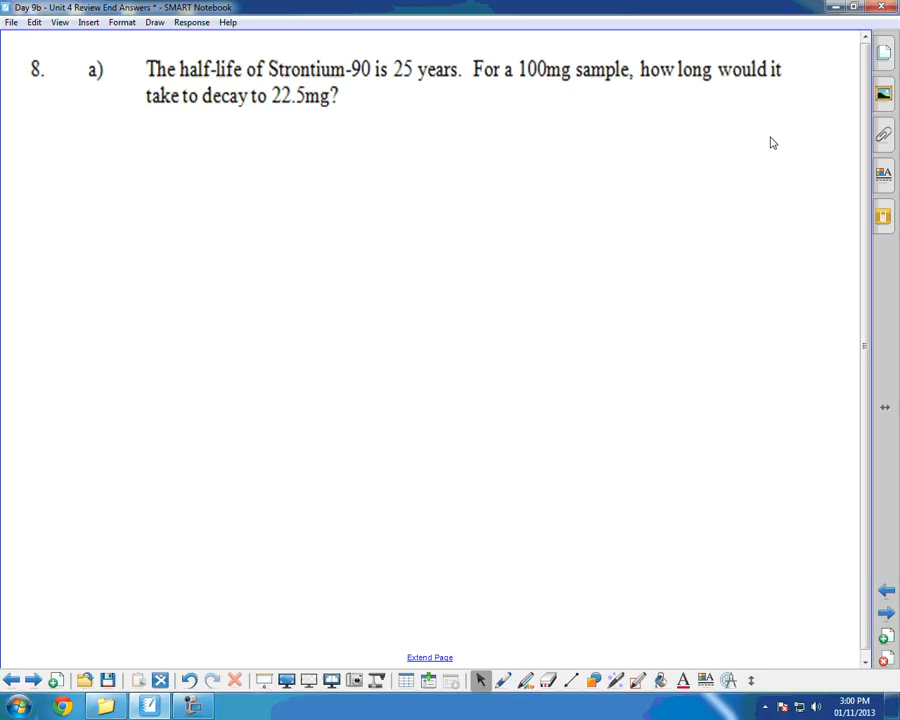 Day 9b - Unit 4 Review End Answers * - SMART Notebook
File Edit View Insert Format Draw Response Help
8. a) The half-life of Strontium-90 is 25 years. For a 100mg sample, how long would it
take to decay to 22.5mg?
Extend Page
3:00 PM
01/11/2013